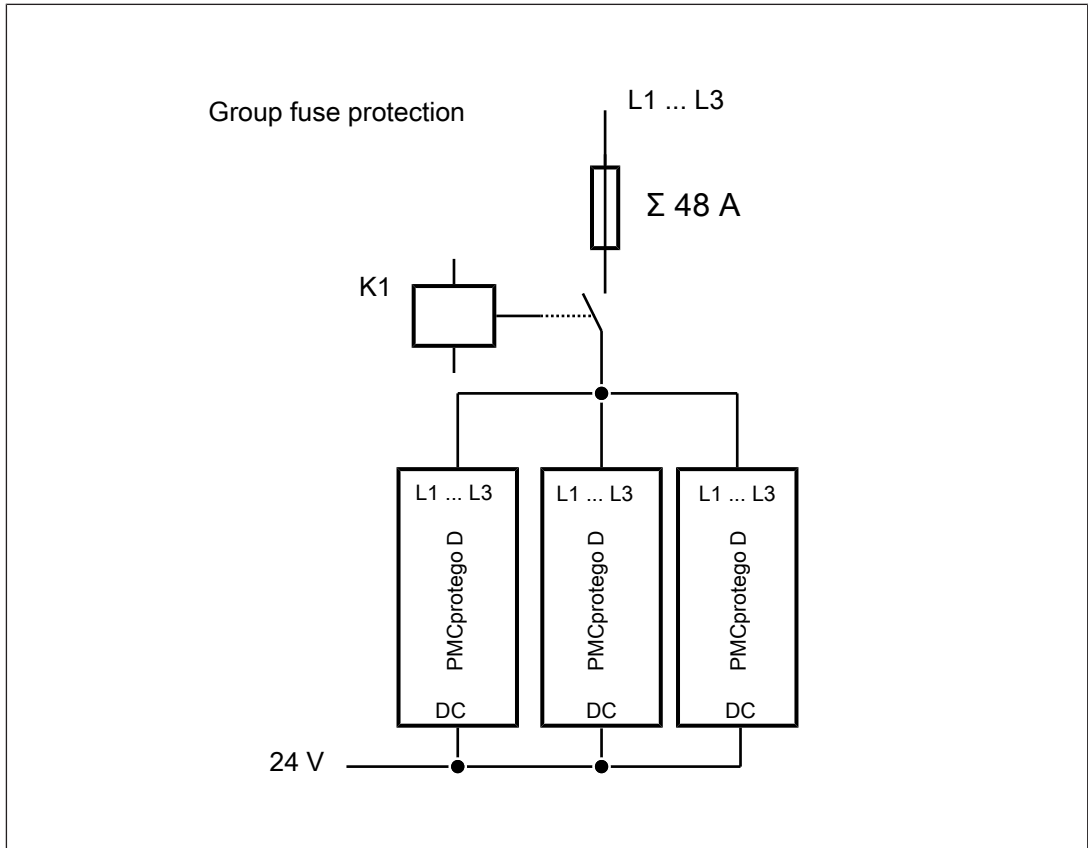 Group fuse protection
L1 ... L3
Σ 48 A
K1
L1 ... L3
L1 ... L3
L1 ... L3
PMCprotego D
PMCprotego D
PMCprotego D
DC
DC
DC
24 V